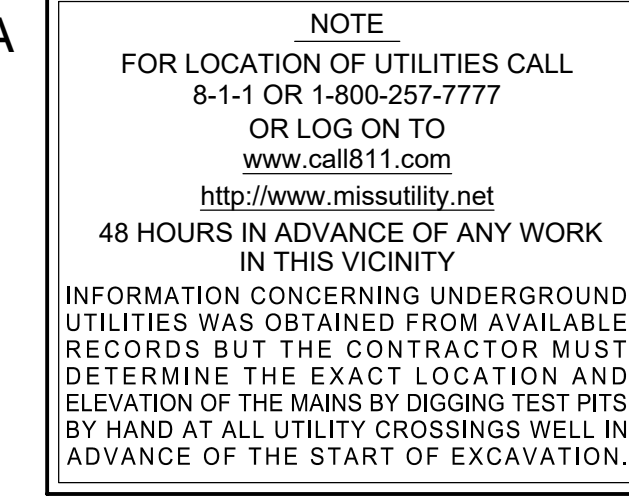 A
NOTE
FOR LOCATION OF UTILITIES CALL
8-1-1 OR 1-800-257-7777
OR LOG ON TO
www.call811.com
http://www.missutility.net
48 HOURS IN ADVANCE OF ANY WORK
IN THIS VICINITY
INFORMATION CONCERNING UNDERGROUND
UTILITIES WAS OBTAINED FROM AVAILABLE
RECORDS BUT THE CONTRACTOR MUST
DETERMINE THE EXACT LOCATION AND
ELEVATION OF THE MAINS BY DIGGING TEST PITS
BY HAND AT ALL UTILITY CROSSINGS WELL IN
ADVANCE OF THE START OF EXCAVATION.